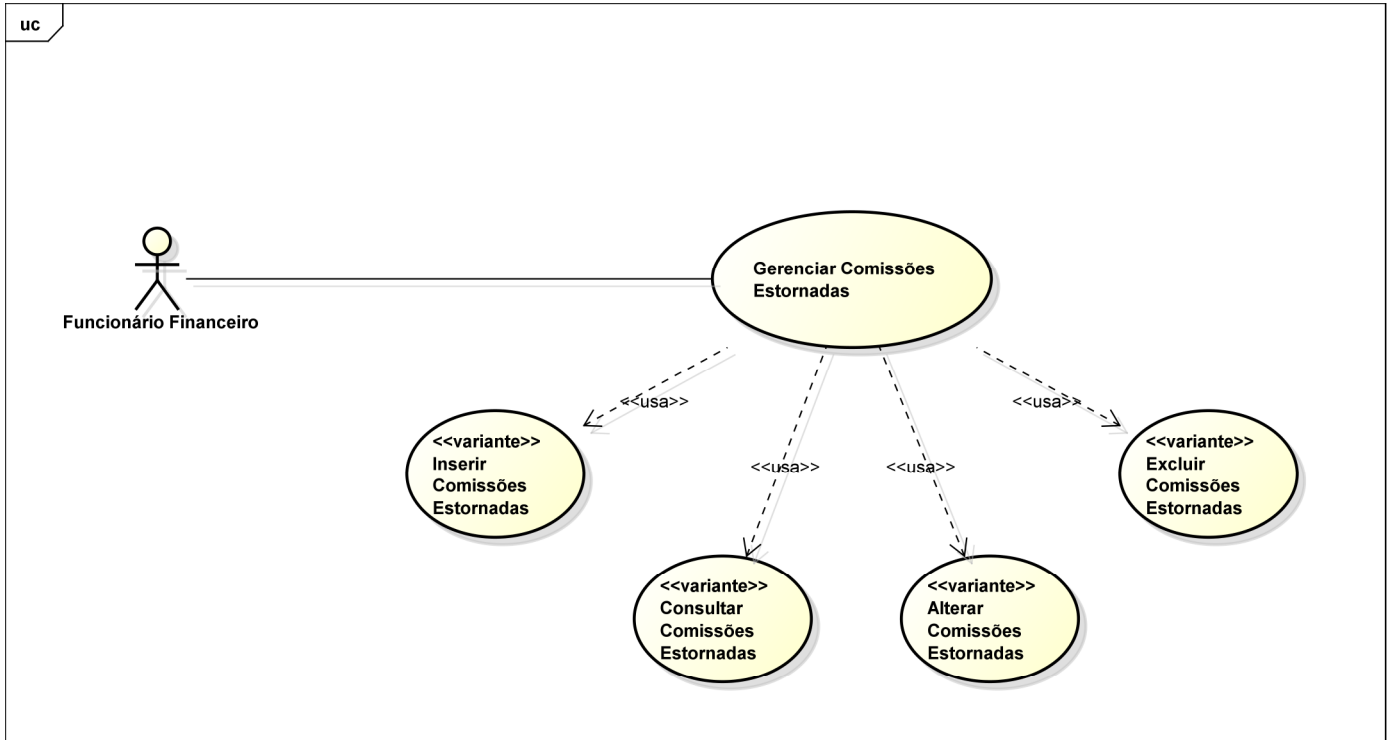 uc
Gerenciar Comissões
Estornadas
Funcionário Financeiro
<<usa>>
<<usa>>
<<usa>>
<<usa>>
<<variante>>
Inserir
Comissões
Estornadas
<<variante>>
Excluir
Comissões
Estornadas
<<variante>>
Consultar
Comissões
Estornadas
<<variante>>
Alterar
Comissões
Estornadas